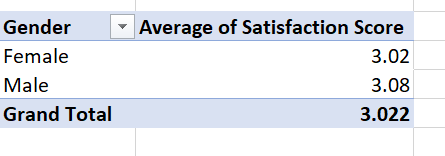 Gender Average of Satisfaction Score
Female 3.02
Male 3.08
Grand Total 3.022